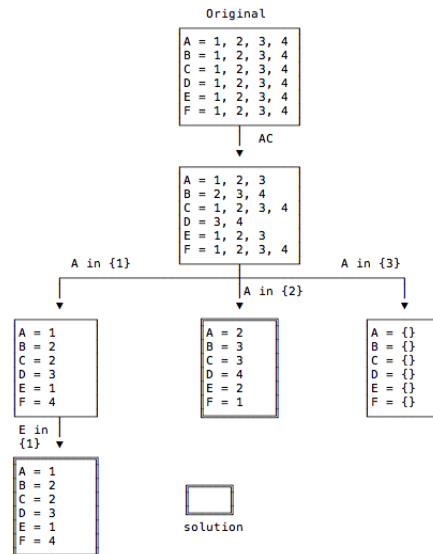 Original
A = 1, 2, 3, 4
B = 1, 2, 3, 4
C = 1, 2, 3, 4
D = 1, 2, 3, 4
E = 1, 2, 3, 4
F = 1, 2, 3, 4
AC
A = 1, 2, 3
B = 2, 3, 4
C = 1, 2, 3, 4
D = 3, 4
E = 1, 2, 3
F = 1, 2, 3, 4
A in {1}
A in {2}
A in {3}
A = 1
B = 2
C = 2
D = 3
E = 1
F = 4
A = 2
B = 3
C = 3
D = 4
E = 2
F = 1
A = {}
B = {}
C = {}
D = {}
E = {}
F = {}
E in
{1}
A = 1
B = 2
C = 2
D = 3
E = 1
F = 4
solution